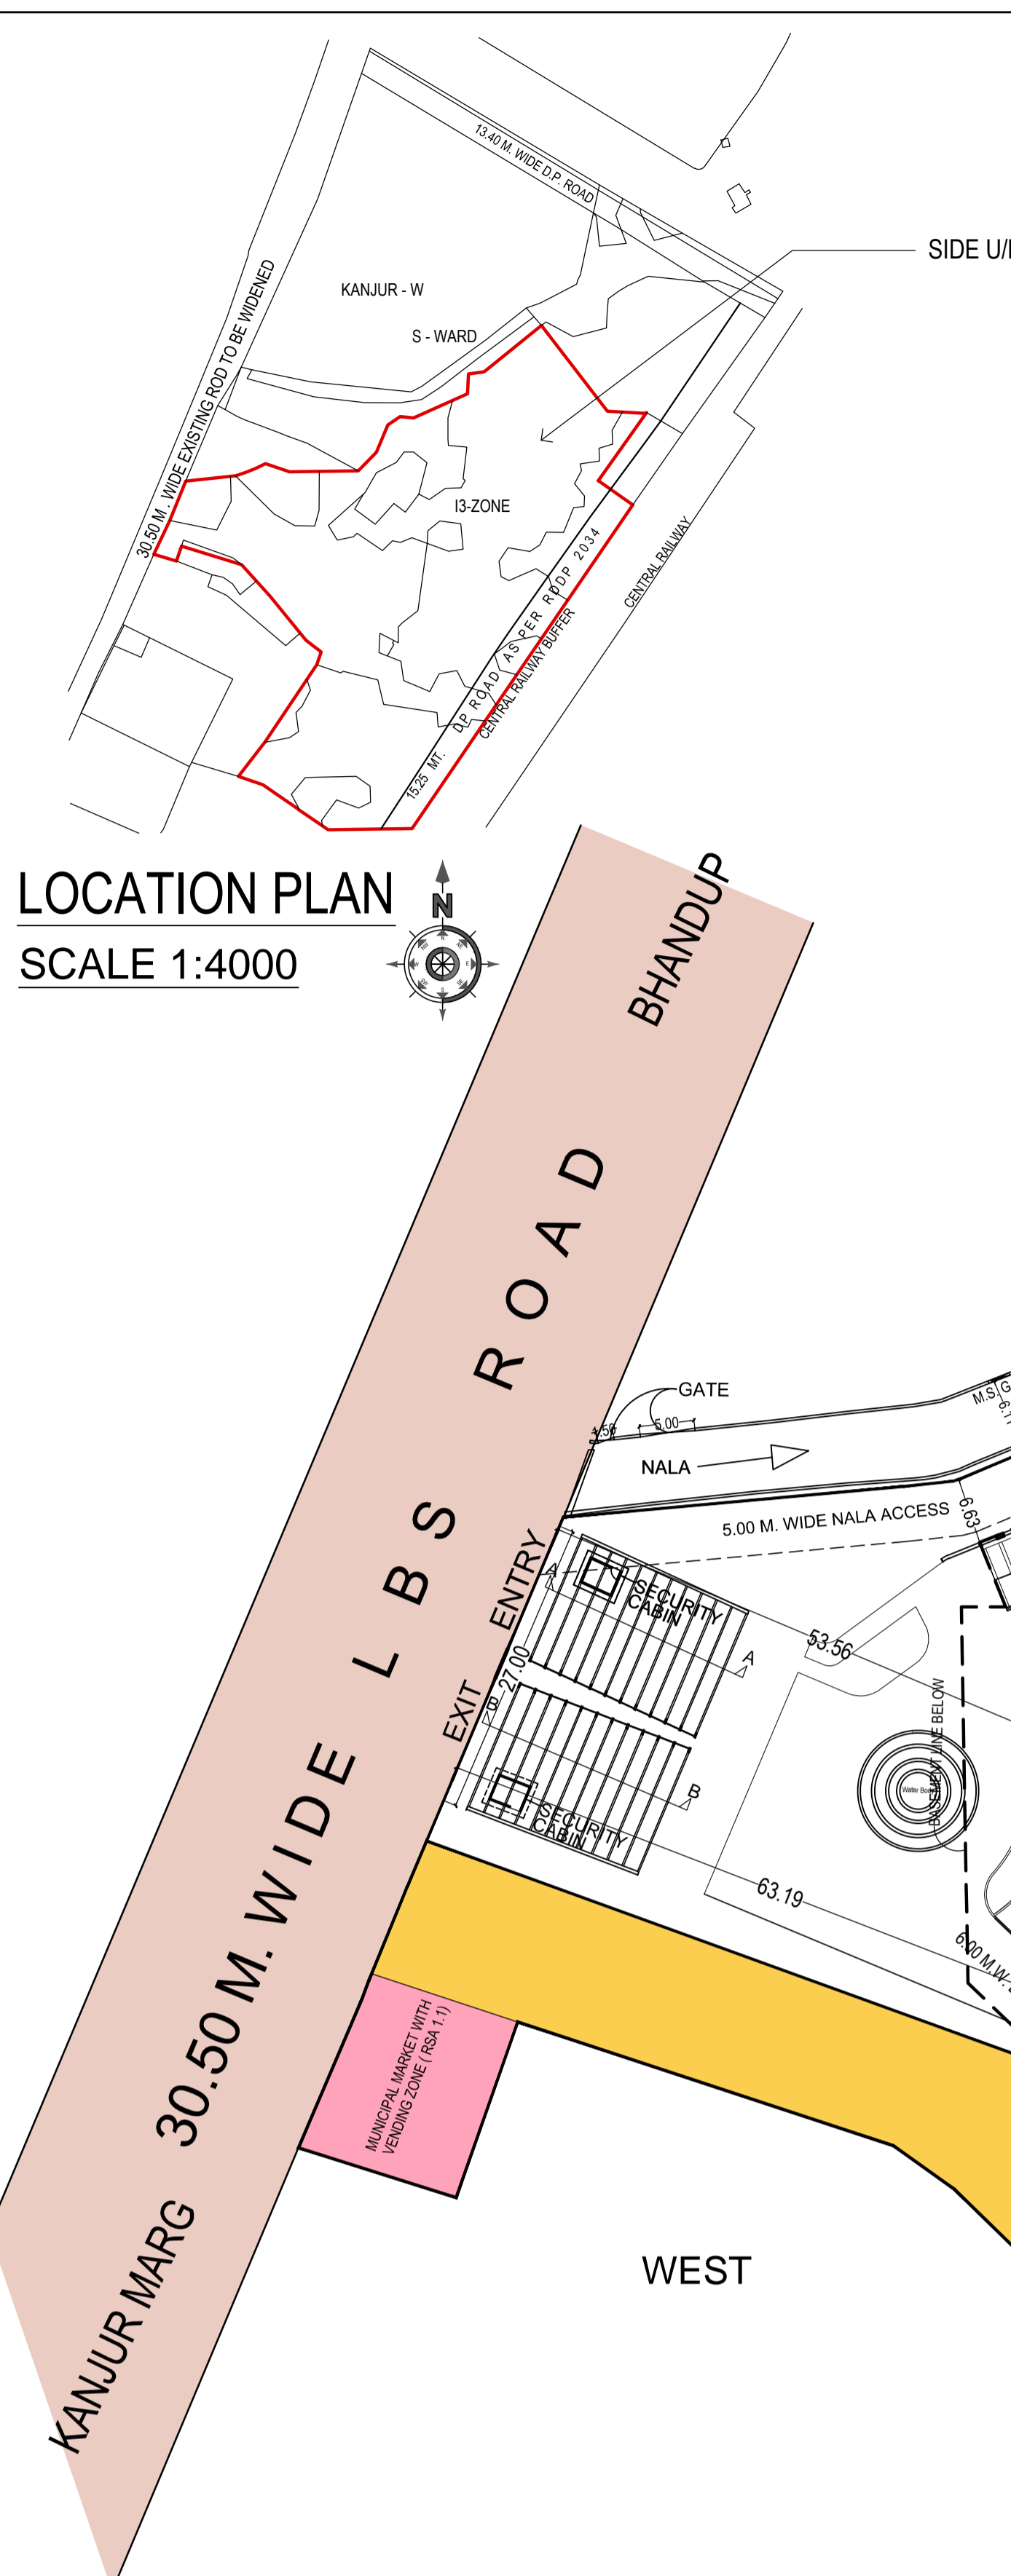 13.40 M. WIDE D.P. ROAD
SIDE U/
KANJUR - W
S - WARD
30.50 M. WIDE EXISTING ROD TO BE WIDENED
I3-ZONE
CENTRAL RAILWAY
15.25 MT. DP ROAD AS PER RDDP 2034
CENTRAL RAILWAY BUFFER
LOCATION PLAN
SCALE 1:4000
N
BHANDUP
30.50 M. WIDE LBS ROAD
KANJUR MARG
GATE
1.50
5.00
M.S. G
NALA
5.00 M. WIDE NALA ACCESS
6.63
ENTRY
EXIT
27.00
A
SECURITY
CABIN
A
53.56
B
B
SECURITY
CABIN
BASEMENT LINE BELOW
63.19
6.00 M.W.
MUNICIPAL MARKET WITH
VENDING ZONE ( RSA 1.1)
WEST